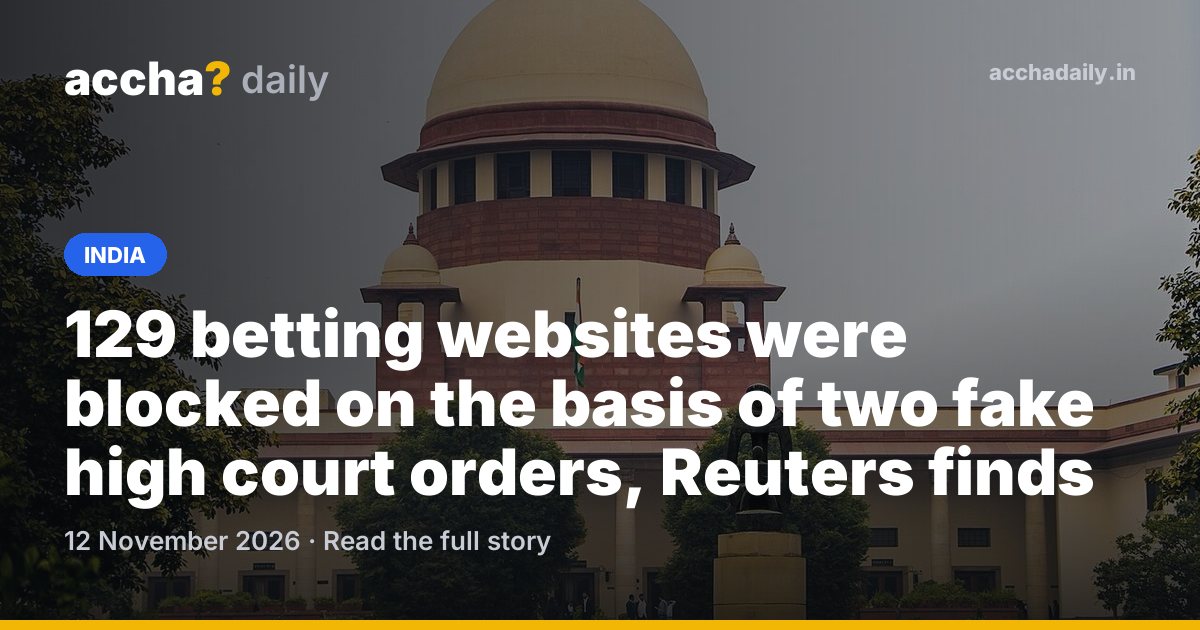 accha? daily
acchadaily.in
INDIA
129 betting websites were
blocked on the basis of two fake
high court orders, Reuters finds
12 November 2026 · Read the full story